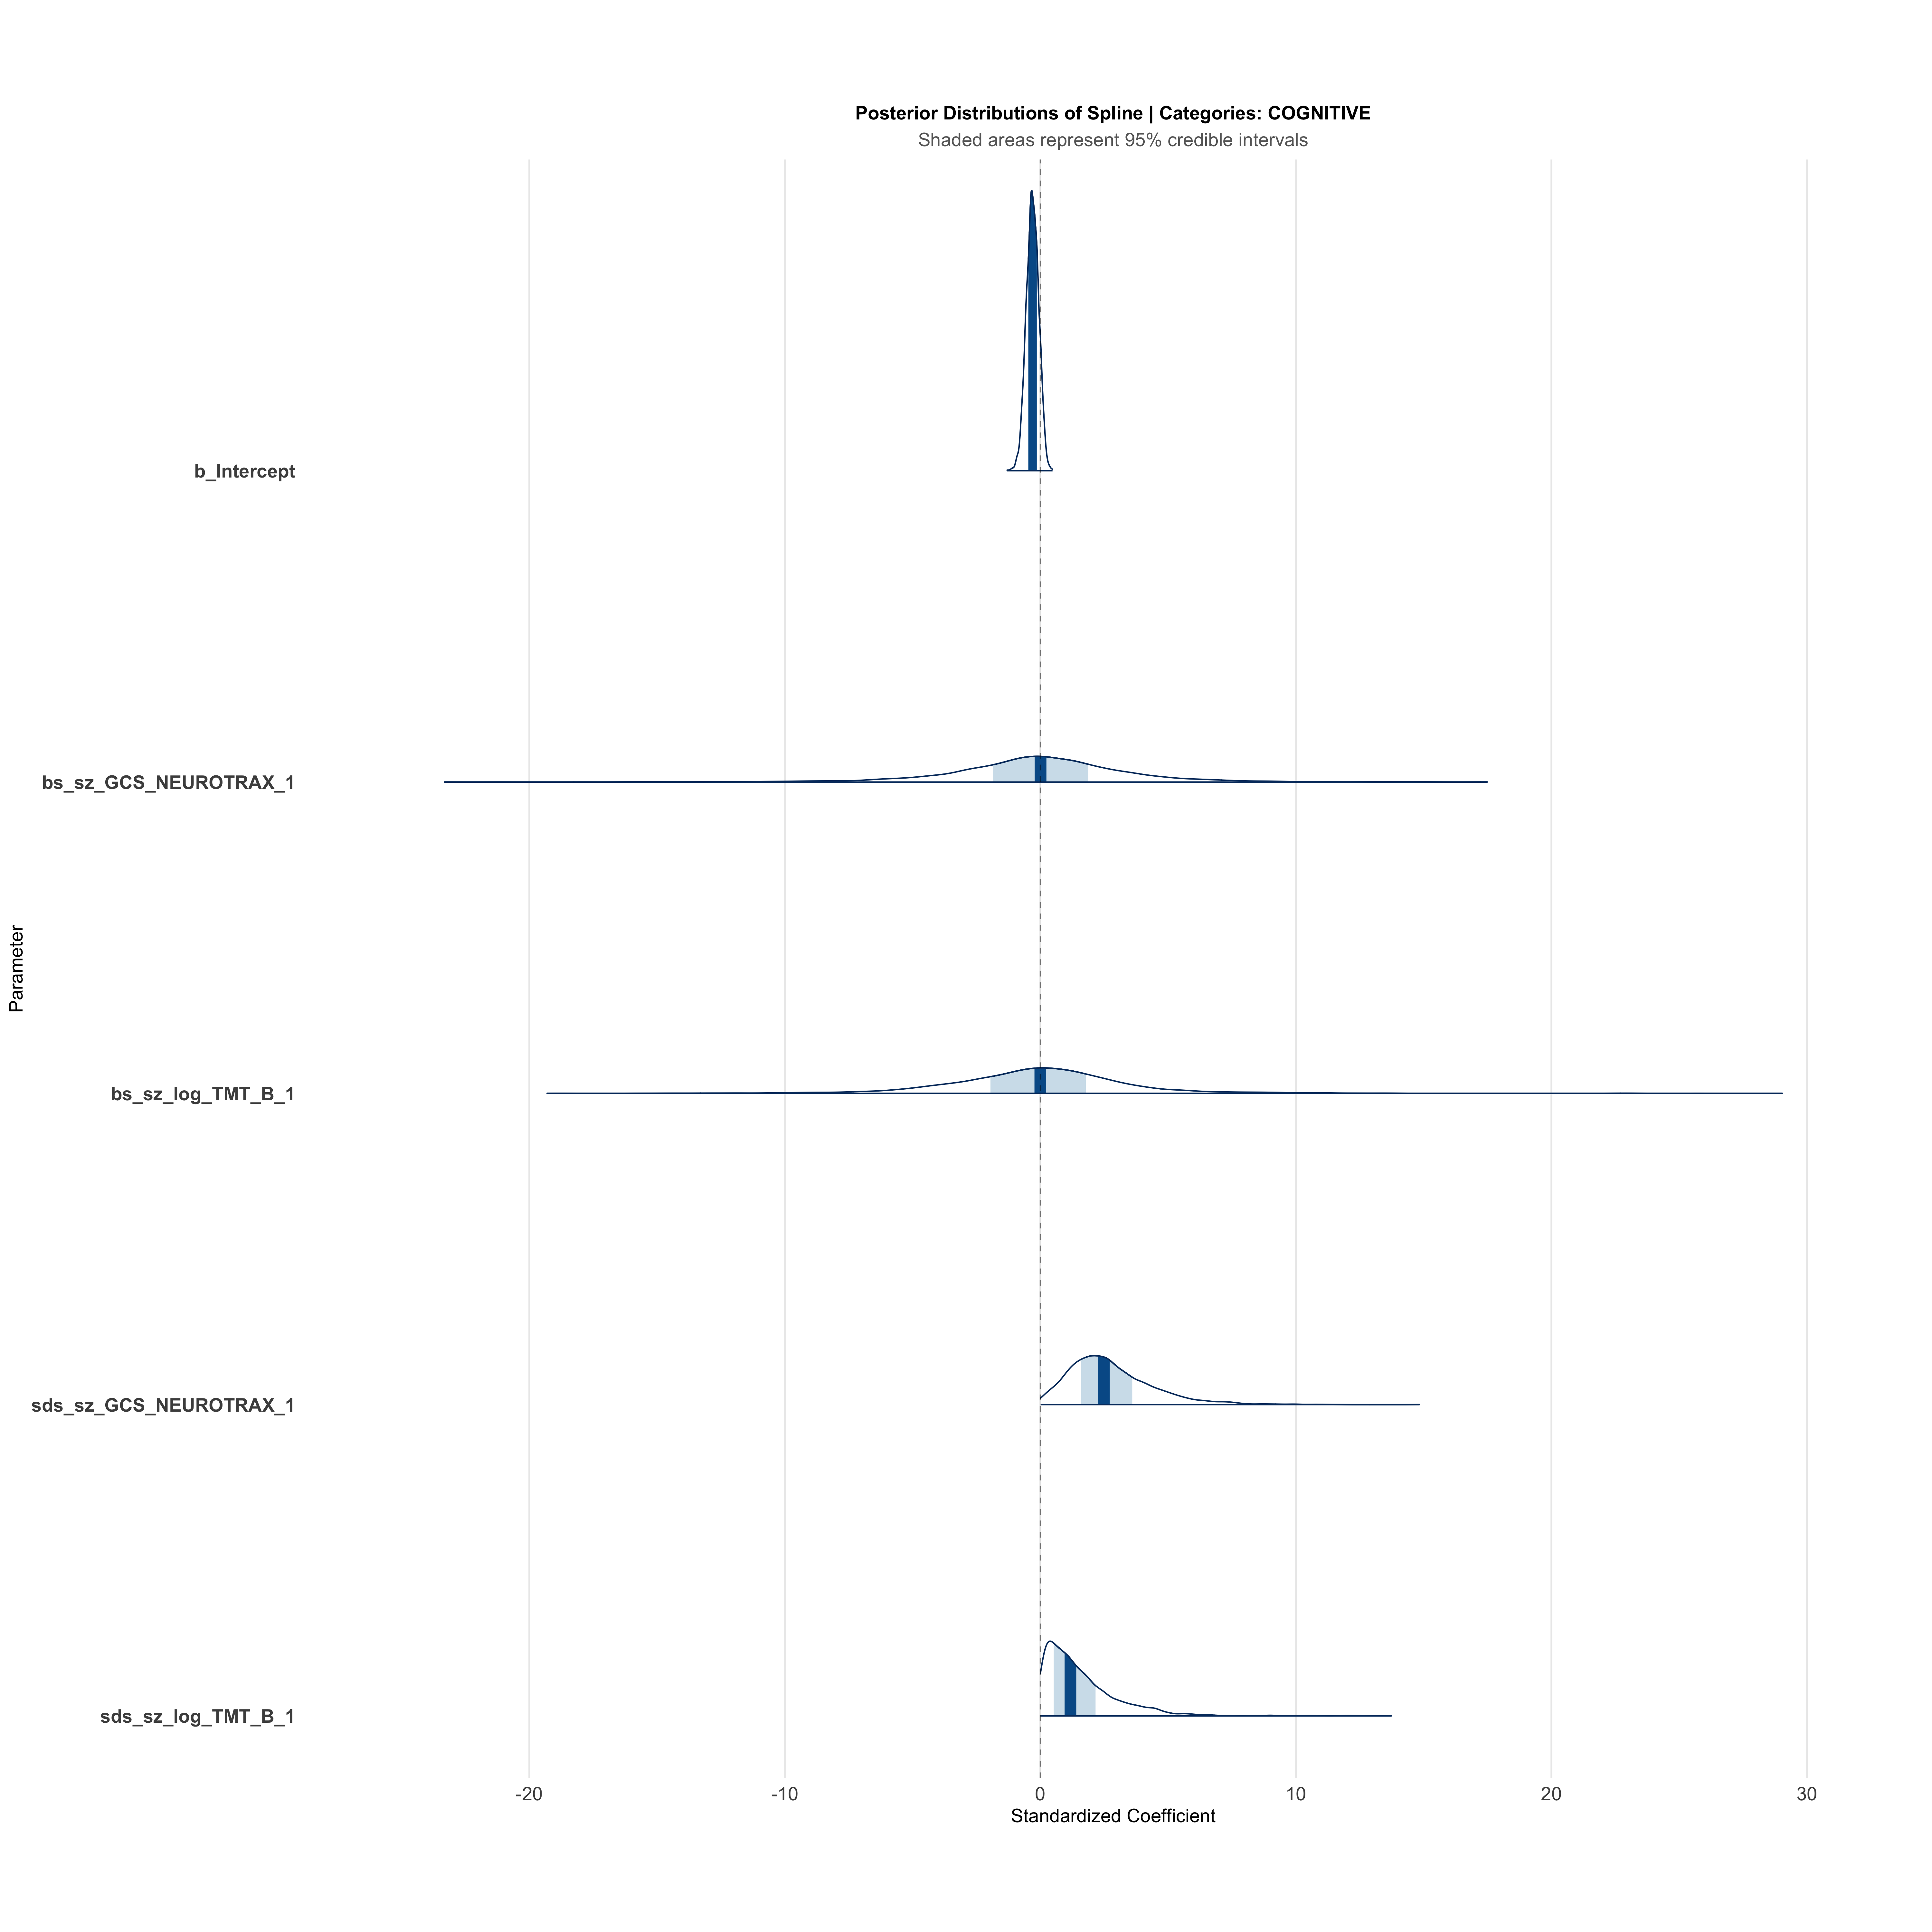 Posterior Distributions of Spline | Categories: COGNITIVE
Shaded areas represent 95% credible intervals
b_Intercept
bs_sz_GCS_NEUROTRAX_1
Parameter
bs_sz_log_TMT_B_1
sds_sz_GCS_NEUROTRAX_1
sds_sz_log_TMT_B_1
-20 -10 0 10 20 30
Standardized Coefficient